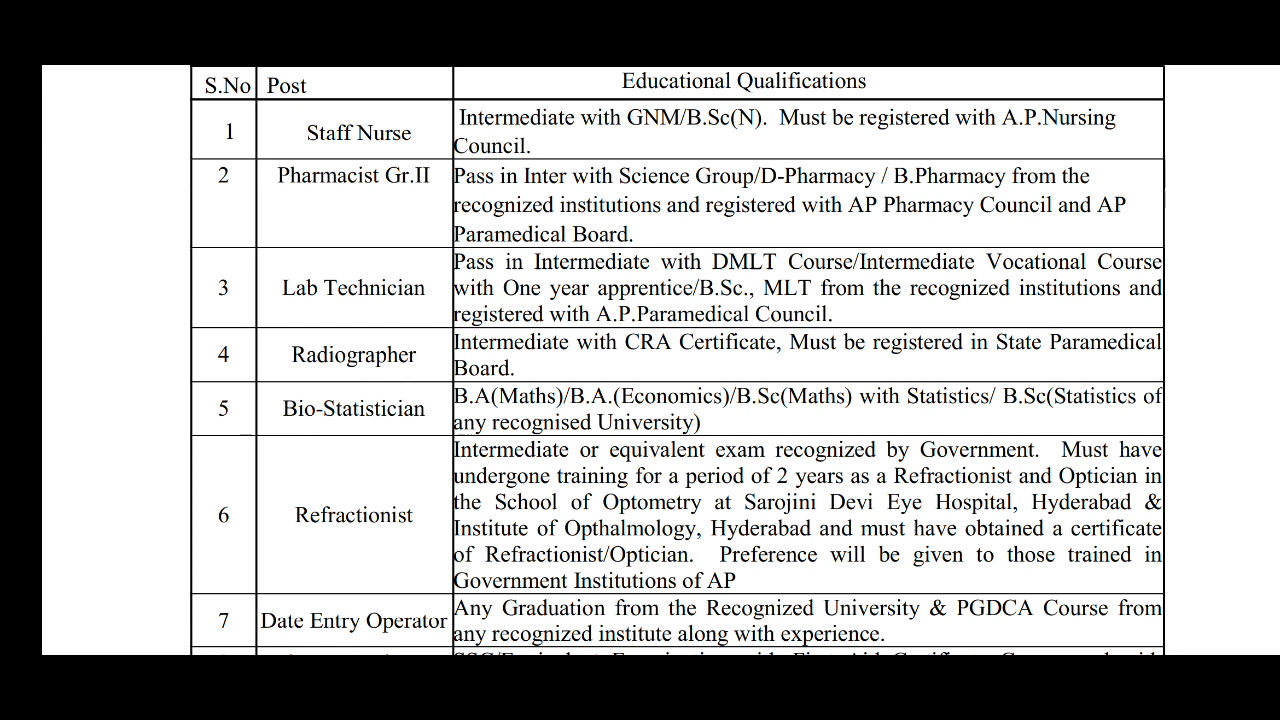 S.No Post Educational Qualifications
1 Staff Nurse Intermediate with GNM/B.Sc(N). Must be registered with A.P.Nursing
Council.
2 Pharmacist Gr.II Pass in Inter with Science Group/D-Pharmacy / B.Pharmacy from the
recognized institutions and registered with AP Pharmacy Council and AP
Paramedical Board.
Pass in Intermediate with DMLT Course/Intermediate Vocational Course
3 Lab Technician with One year apprentice/B.Sc., MLT from the recognized institutions and
registered with A.P.Paramedical Council.
4 Radiographer Intermediate with CRA Certificate, Must be registered in State Paramedical
Board.
5 Bio-Statistician B.A(Maths)/B.A.(Economics)/B.Sc(Maths) with Statistics/ B.Sc(Statistics of
any recognised University)
Intermediate or equivalent exam recognized by Government. Must have
undergone training for a period of 2 years as a Refractionist and Optician in
the School of Optometry at Sarojini Devi Eye Hospital, Hyderabad &
6 Refractionist Institute of Opthalmology, Hyderabad and must have obtained a certificate
of Refractionist/Optician. Preference will be given to those trained in
Government Institutions of AP
7 Date Entry Operator Any Graduation from the Recognized University & PGDCA Course from
any recognized institute along with experience.